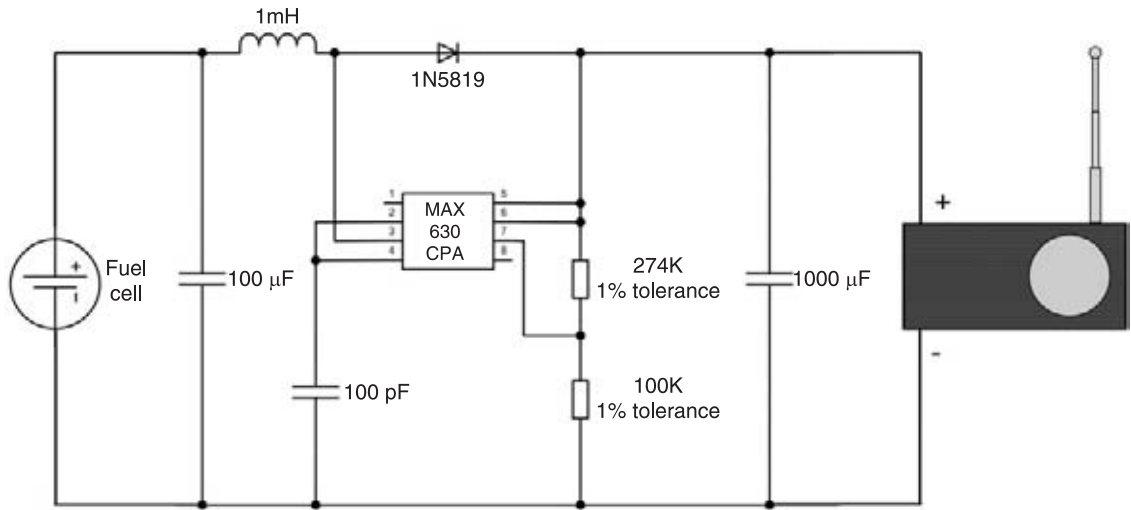 1mH
1N5819
1
2
3
4
MAX
630
CPA
5
6
7
8
+
Fuel
cell
100 µF
274K
1% tolerance
1000 µF
+
-
100 pF
100K
1% tolerance